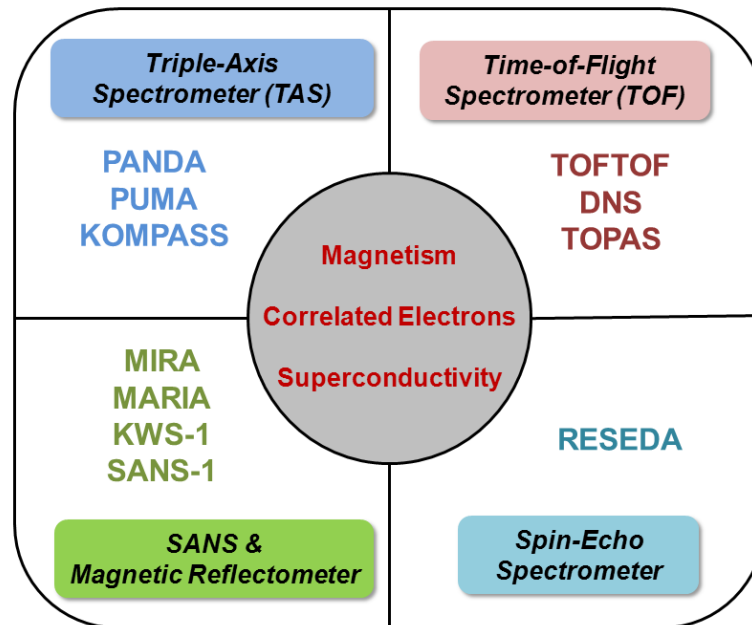 Triple-Axis
Spectrometer (TAS)
PANDA
PUMA
KOMPASS
Time-of-Flight
Spectrometer (TOF)
TOFTOF
DNS
TOPAS
Magnetism
Correlated Electrons
Superconductivity
MIRA
MARIA
KWS-1
SANS-1
SANS &
Magnetic Reflectometer
RESEDA
Spin-Echo
Spectrometer